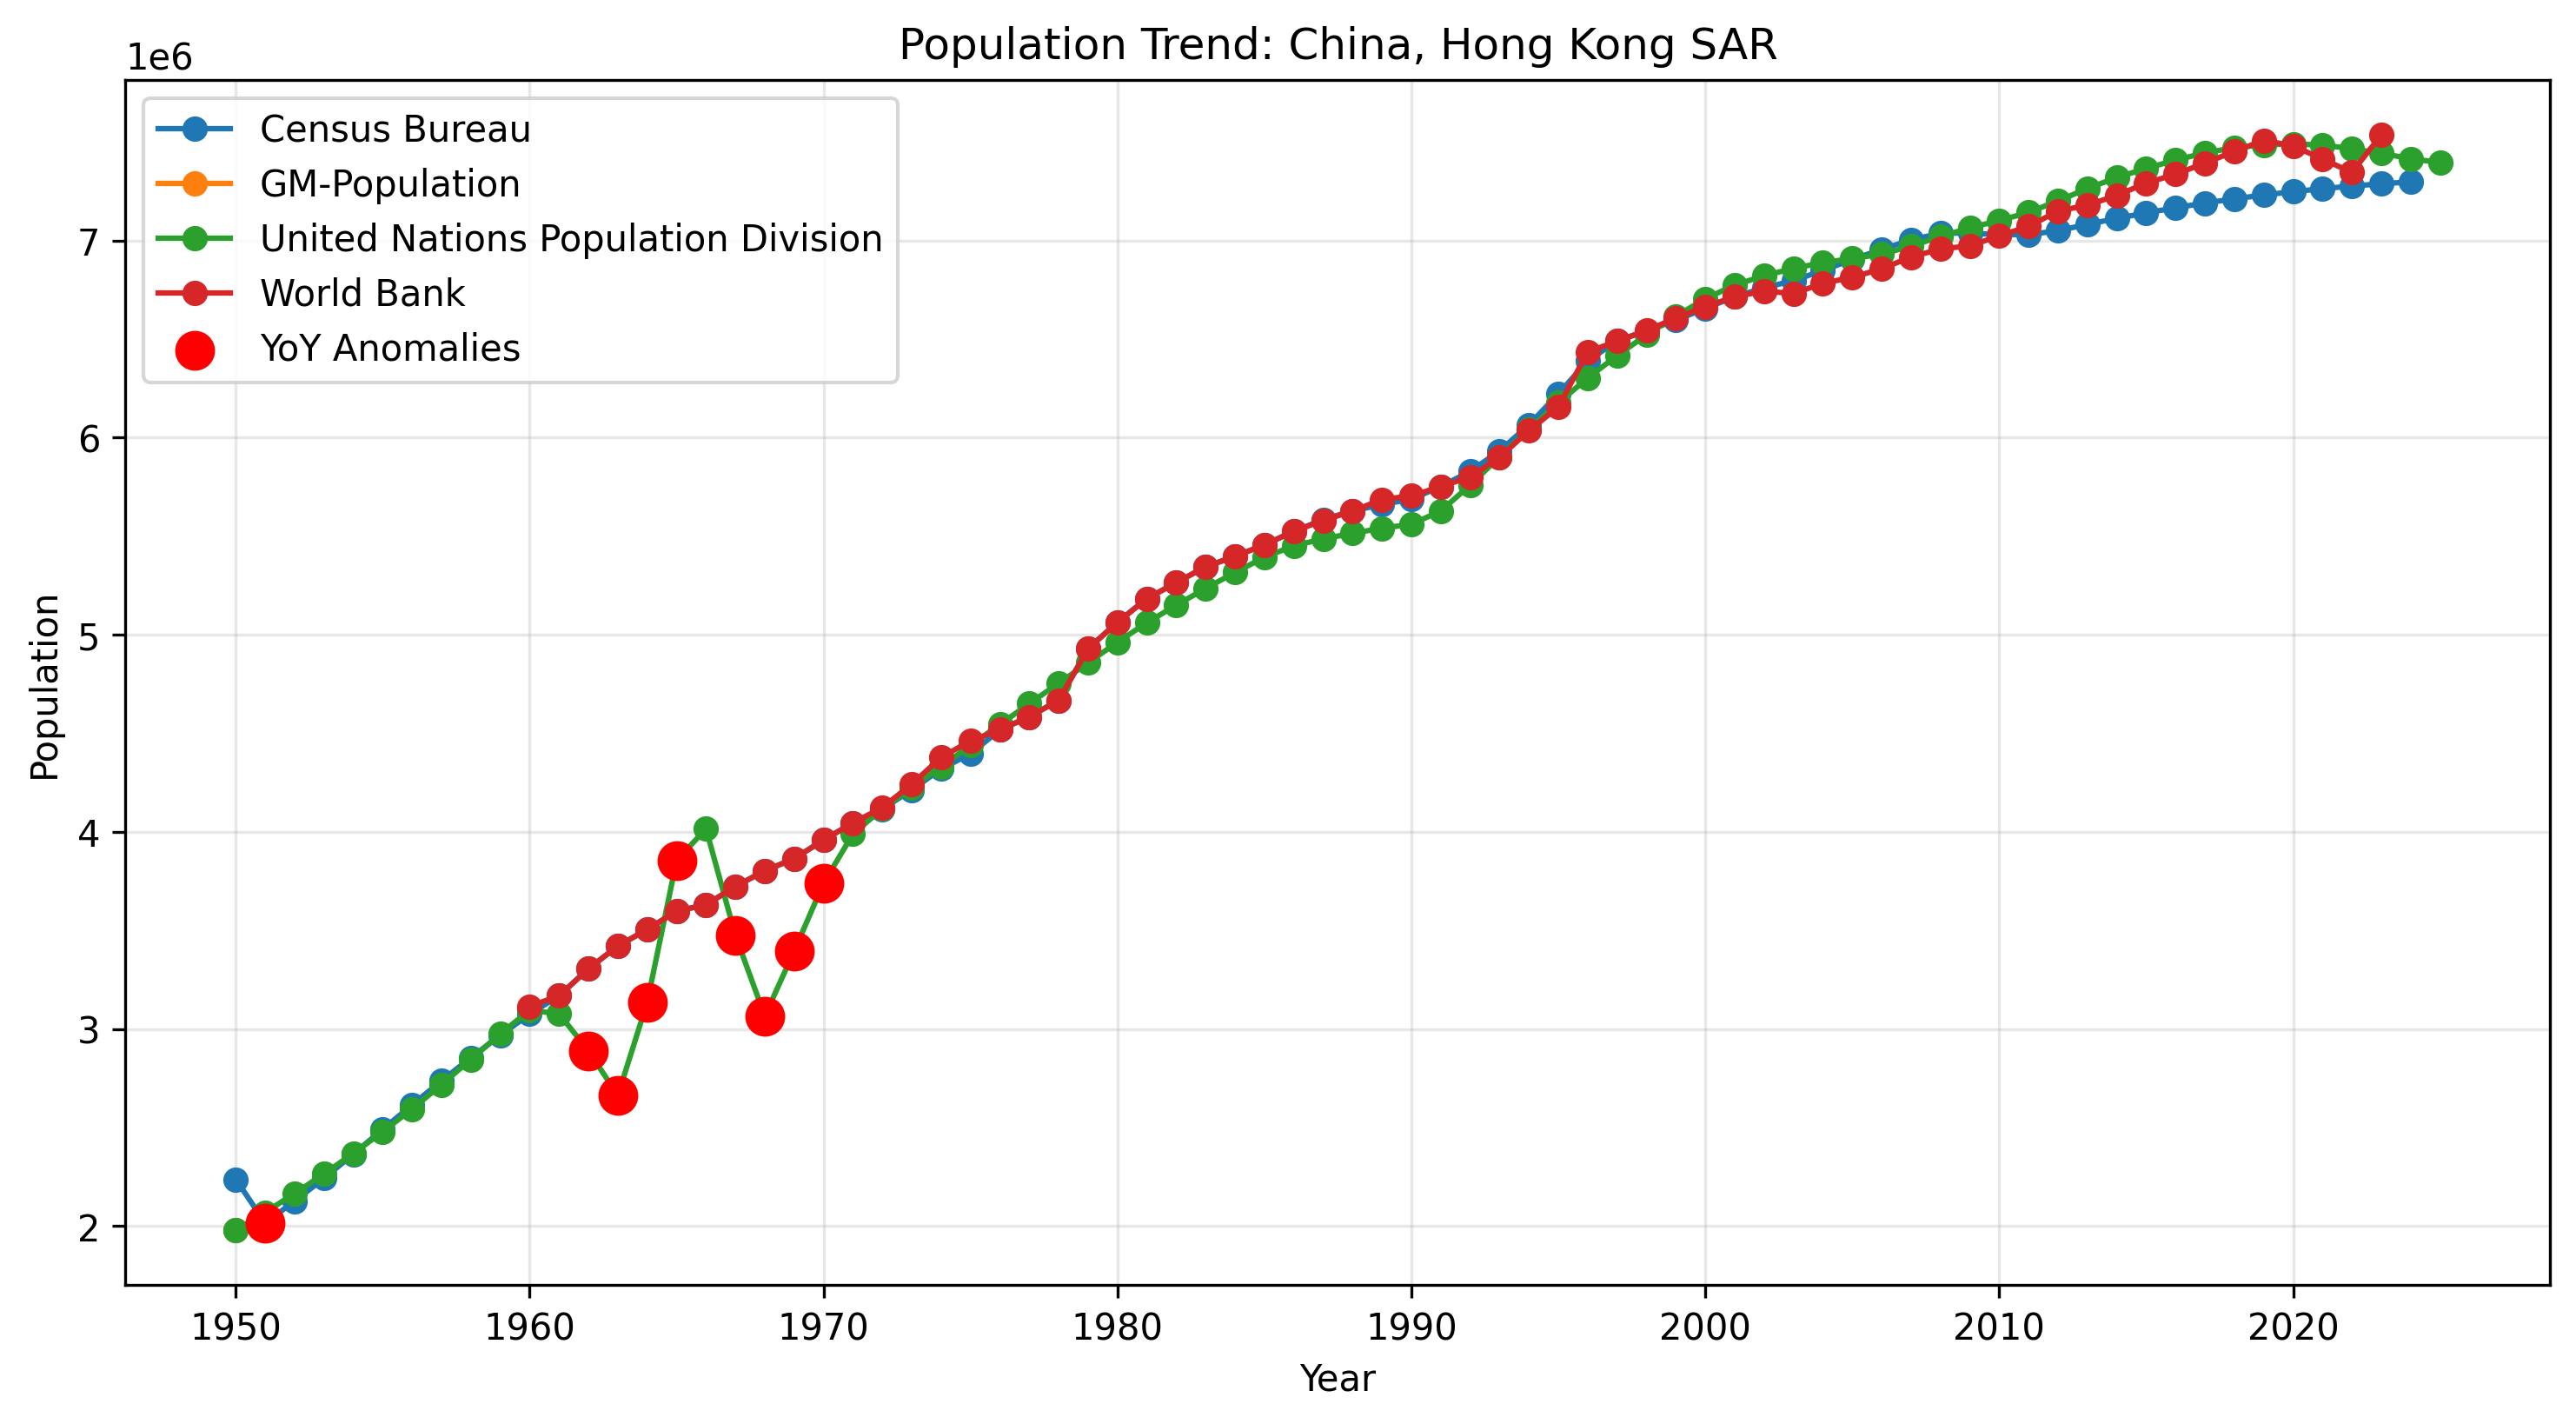 Population Trend: China, Hong Kong SAR
1e6
Census Bureau
GM-Population
United Nations Population Division
World Bank
YoY Anomalies
Population
7
6
5
4
3
2
1950 1960 1970 1980 1990 2000 2010 2020
Year